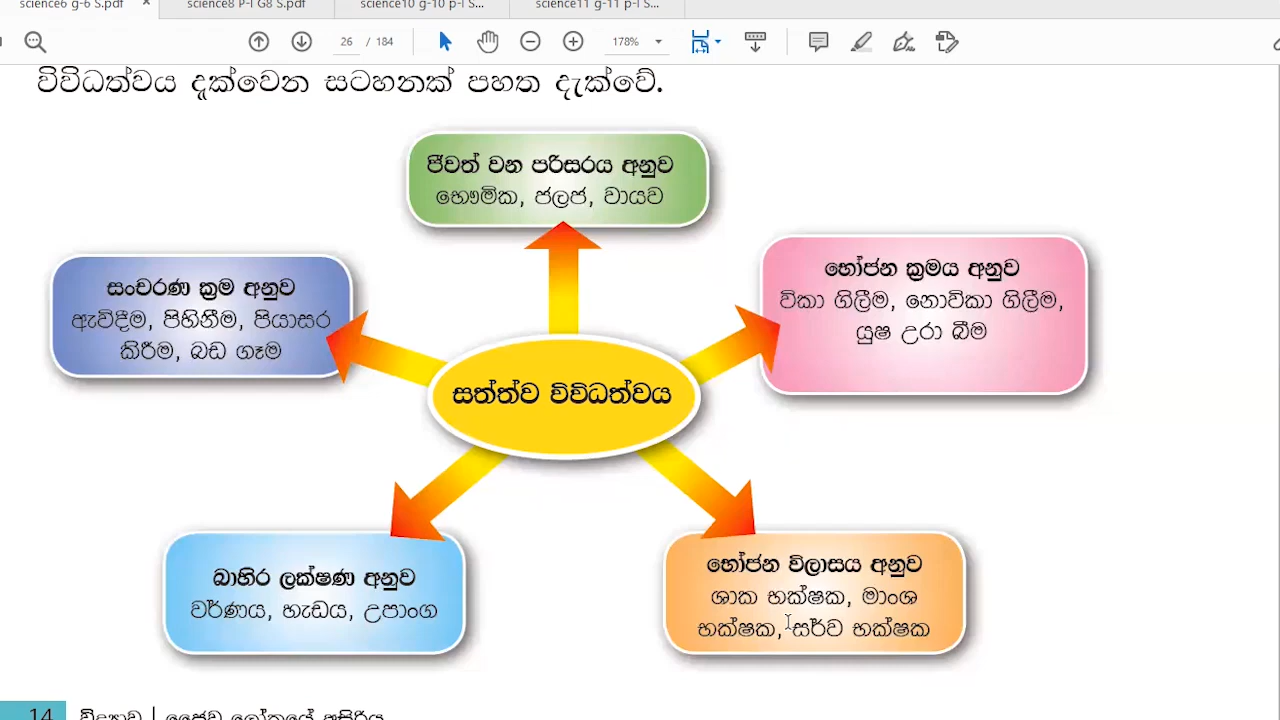 science6 g-6 S.pdf
science8 P-I G8 S.pdf
science10 g-10 p-I S...
science11 g-11 p-I S...
26 / 184
178%
විවිධත්වය දැක්වෙන සටහනක් පහත දැක්වේ.
ජීවත් වන පරිසරය අනුව
භෞමික, ජලජ, වායව
සංචරණ ක්‍රම අනුව
ඇවිදීම, පිහිනීම, පියාසර
කිරීම, බඩ ගෑම
භෝජන ක්‍රමය අනුව
විකා ගිලීම, නොවිකා ගිලීම,
යුෂ උරා බීම
සත්ත්ව විවිධත්වය
බාහිර ලක්ෂණ අනුව
වර්ණය, හැඩය, උපාංග
භෝජන විලාසය අනුව
ශාක භක්ෂක, මාංශ
භක්ෂක, සර්ව භක්ෂක
14 විද්‍යාව | ජෛව ලෝකයේ අසිරිය